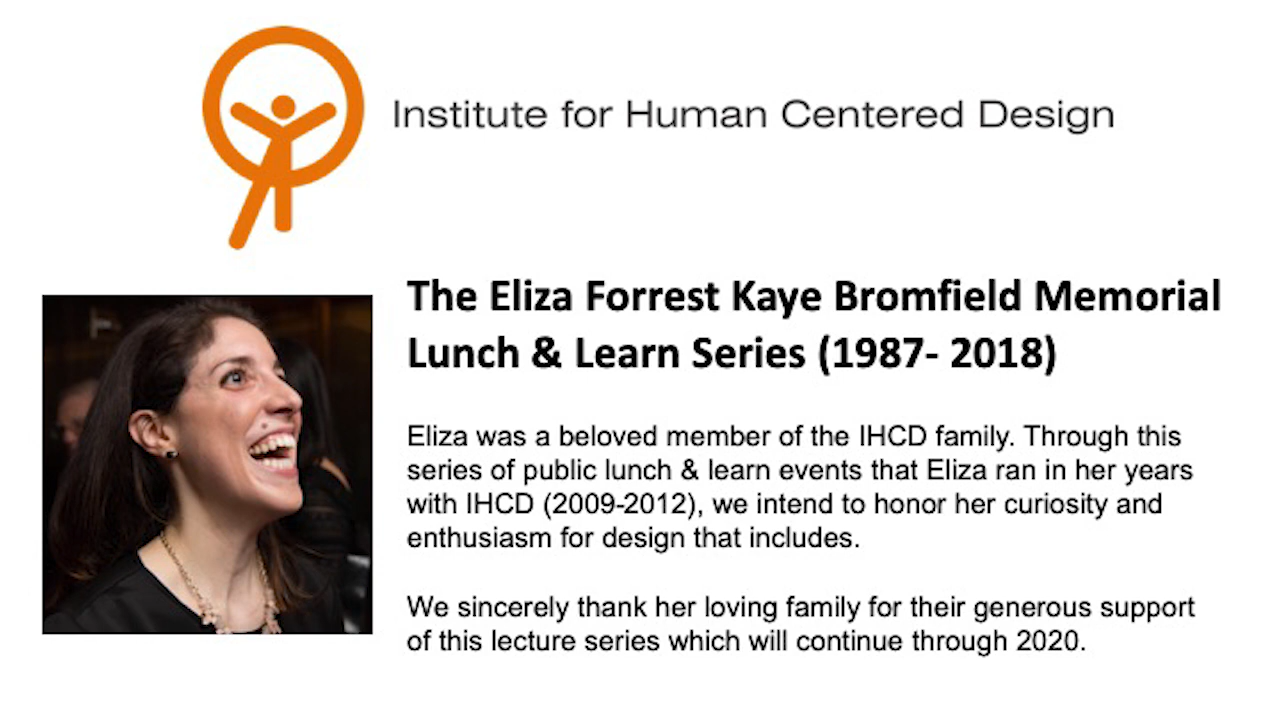 Institute for Human Centered Design
The Eliza Forrest Kaye Bromfield Memorial
Lunch & Learn Series (1987- 2018)
Eliza was a beloved member of the IHCD family. Through this
series of public lunch & learn events that Eliza ran in her years
with IHCD (2009-2012), we intend to honor her curiosity and
enthusiasm for design that includes.
We sincerely thank her loving family for their generous support
of this lecture series which will continue through 2020.